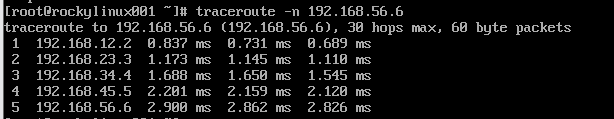 [root@rockylinux001 ~]# traceroute -n 192.168.56.6
traceroute to 192.168.56.6 (192.168.56.6), 30 hops max, 60 byte packets
 1  192.168.12.2  0.837 ms  0.731 ms  0.689 ms
 2  192.168.23.3  1.173 ms  1.145 ms  1.110 ms
 3  192.168.34.4  1.688 ms  1.650 ms  1.545 ms
 4  192.168.45.5  2.201 ms  2.159 ms  2.120 ms
 5  192.168.56.6  2.900 ms  2.862 ms  2.826 ms